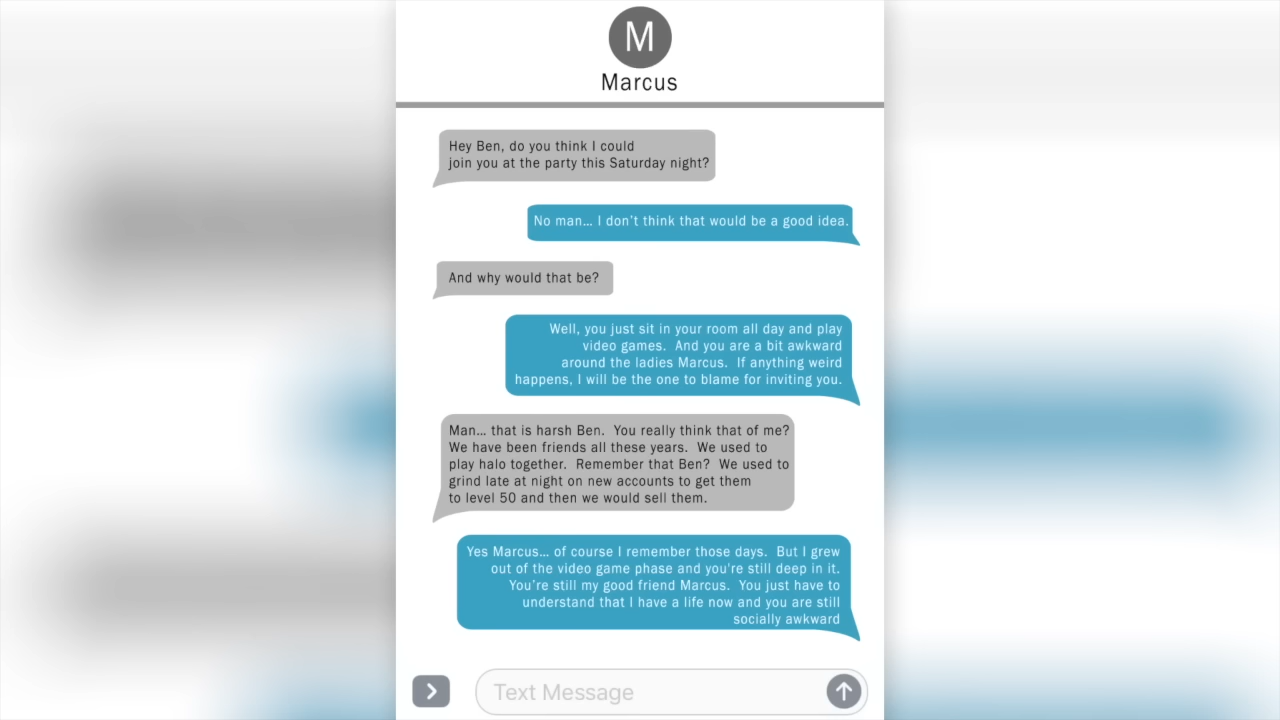 M
Marcus
Hey Ben, do you think I could
join you at the party this Saturday night?
No man... I don't think that would be a good idea.
And why would that be?
Well, you just sit in your room all day and play
video games.  And you are a bit awkward
around the ladies Marcus.  If anything weird
happens, I will be the one to blame for inviting you.
Man... that is harsh Ben.  You really think that of me?
We have been friends all these years.  We used to
play halo together.  Remember that Ben?  We used to
grind late at night on new accounts to get them
to level 50 and then we would sell them.
Yes Marcus... of course I remember those days.  But I grew
out of the video game phase and you're still deep in it.
You're still my good friend Marcus.  You just have to
understand that I have a life now and you are still
socially awkward
Text Message